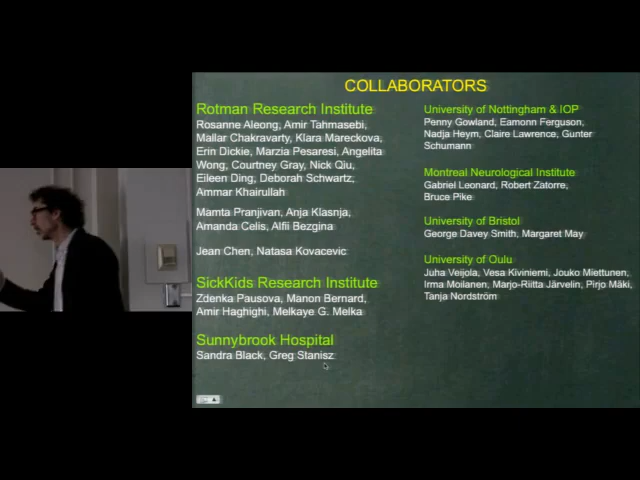 COLLABORATORS
Rotman Research Institute
Rosanne Aleong, Amir Tahmasebi,
Mallar Chakravarty, Klara Mareckova,
Erin Dickie, Marzia Pesaresi, Angelita
Wong, Courtney Gray, Nick Qiu,
Eileen Ding, Deborah Schwartz,
Ammar Khairullah
Mamta Pranjivan, Anja Klasnja,
Amanda Celis, Alfii Bezgina
Jean Chen, Natasa Kovacevic
SickKids Research Institute
Zdenka Pausova, Manon Bernard,
Amir Haghighi, Melkaye G. Melka
Sunnybrook Hospital
Sandra Black, Greg Stanisz
University of Nottingham & IOP
Penny Gowland, Eamonn Ferguson,
Nadja Heym, Claire Lawrence, Gunter
Schumann
Montreal Neurological Institute
Gabriel Leonard, Robert Zatorre,
Bruce Pike
University of Bristol
George Davey Smith, Margaret May
University of Oulu
Juha Veijola, Vesa Kiviniemi, Jouko Miettunen,
Irma Moilanen, Marjo-Riitta Järvelin, Pirjo Mäki,
Tanja Nordström